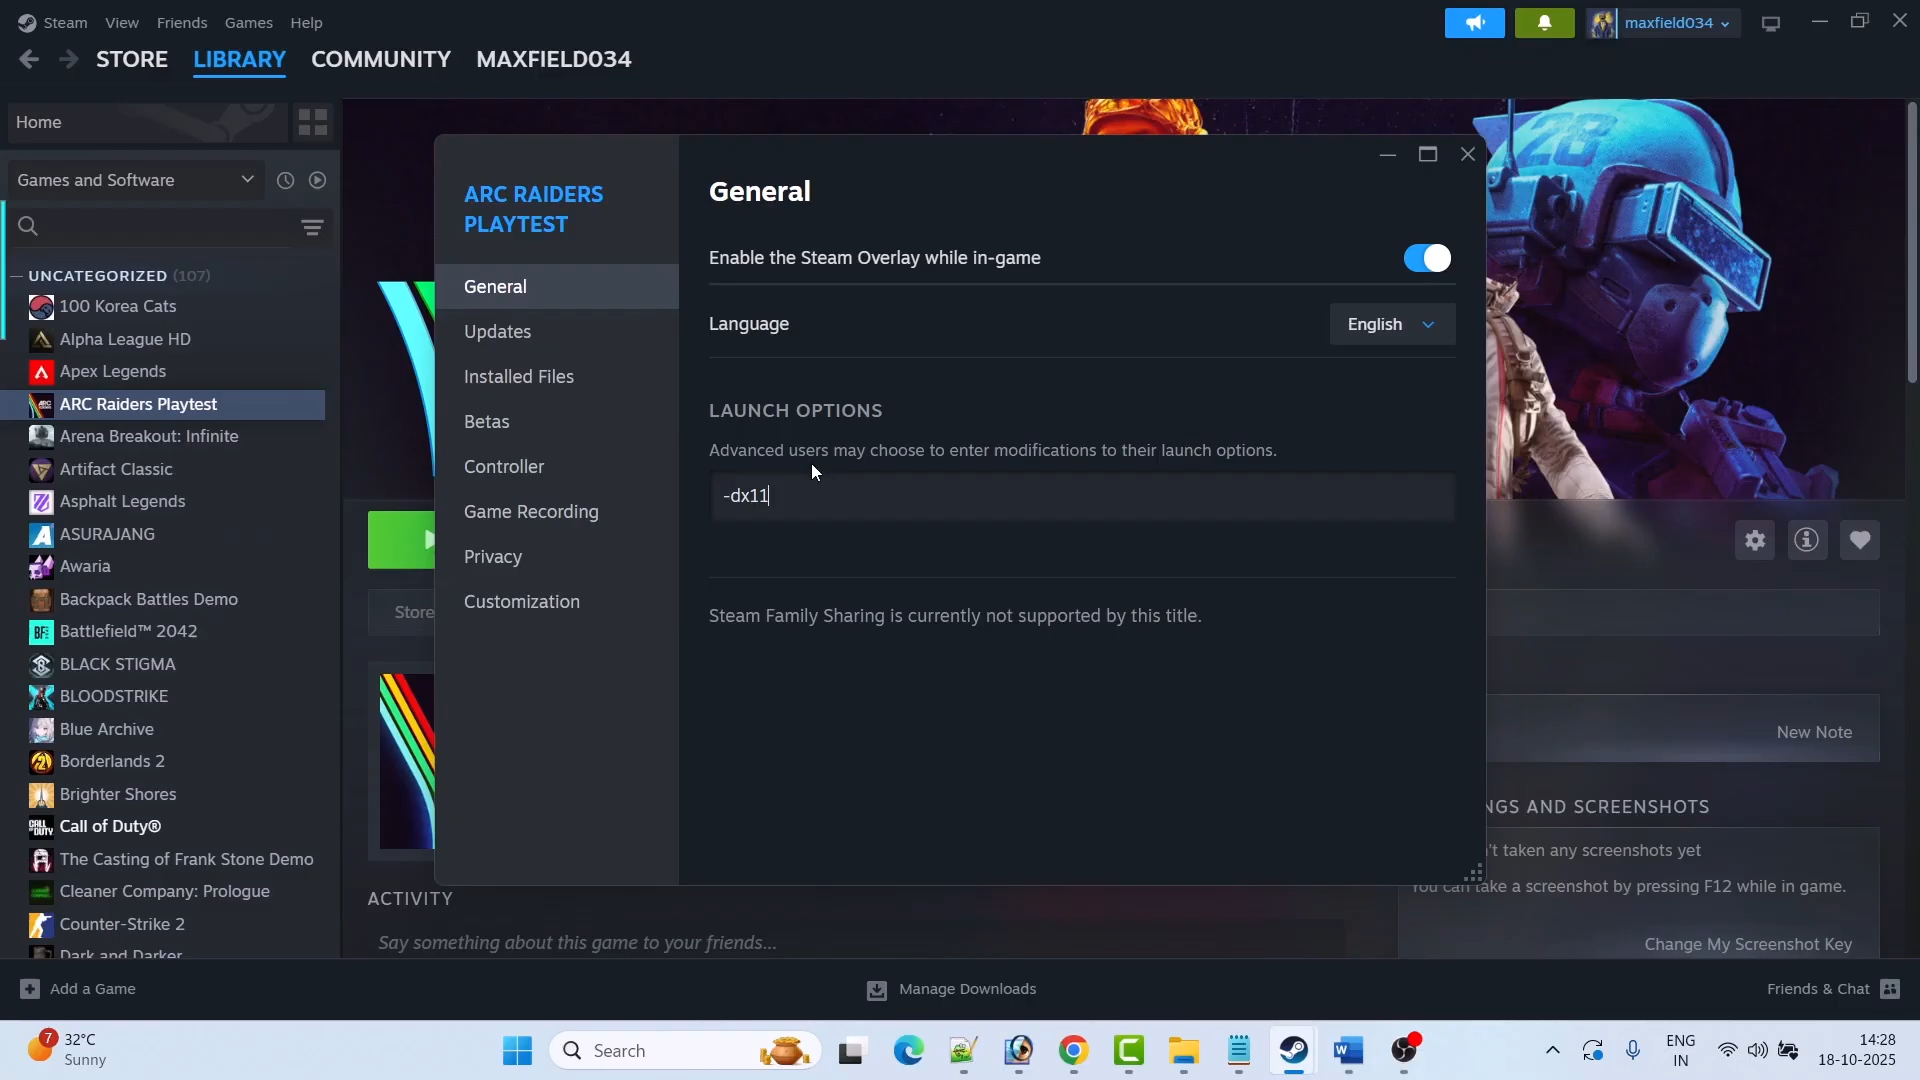 Steam View Friends Games Help
maxfield034
STORE LIBRARY COMMUNITY MAXFIELD034
Home
Games and Software
UNCATEGORIZED (107)
100 Korea Cats
Alpha League HD
Apex Legends
ARC Raiders Playtest
Arena Breakout: Infinite
Artifact Classic
Asphalt Legends
ASURAJANG
Awaria
Backpack Battles Demo
Battlefield™ 2042
BLACK STIGMA
BLOODSTRIKE
Blue Archive
Borderlands 2
Brighter Shores
Call of Duty®
The Casting of Frank Stone Demo
Cleaner Company: Prologue
Counter-Strike 2
Dark and Darker
ARC RAIDERS
PLAYTEST
General
Updates
Installed Files
Betas
Controller
Game Recording
Privacy
Customization
General
Enable the Steam Overlay while in-game
Language English
LAUNCH OPTIONS
Advanced users may choose to enter modifications to their launch options.
-dx11
Steam Family Sharing is currently not supported by this title.
28
Store
New Note
NGS AND SCREENSHOTS
't taken any screenshots yet
You can take a screenshot by pressing F12 while in game.
Change My Screenshot Key
ACTIVITY
Say something about this game to your friends...
Add a Game
Manage Downloads
Friends & Chat
7
32°C
Sunny
Search
ENG
IN
14:28
18-10-2025